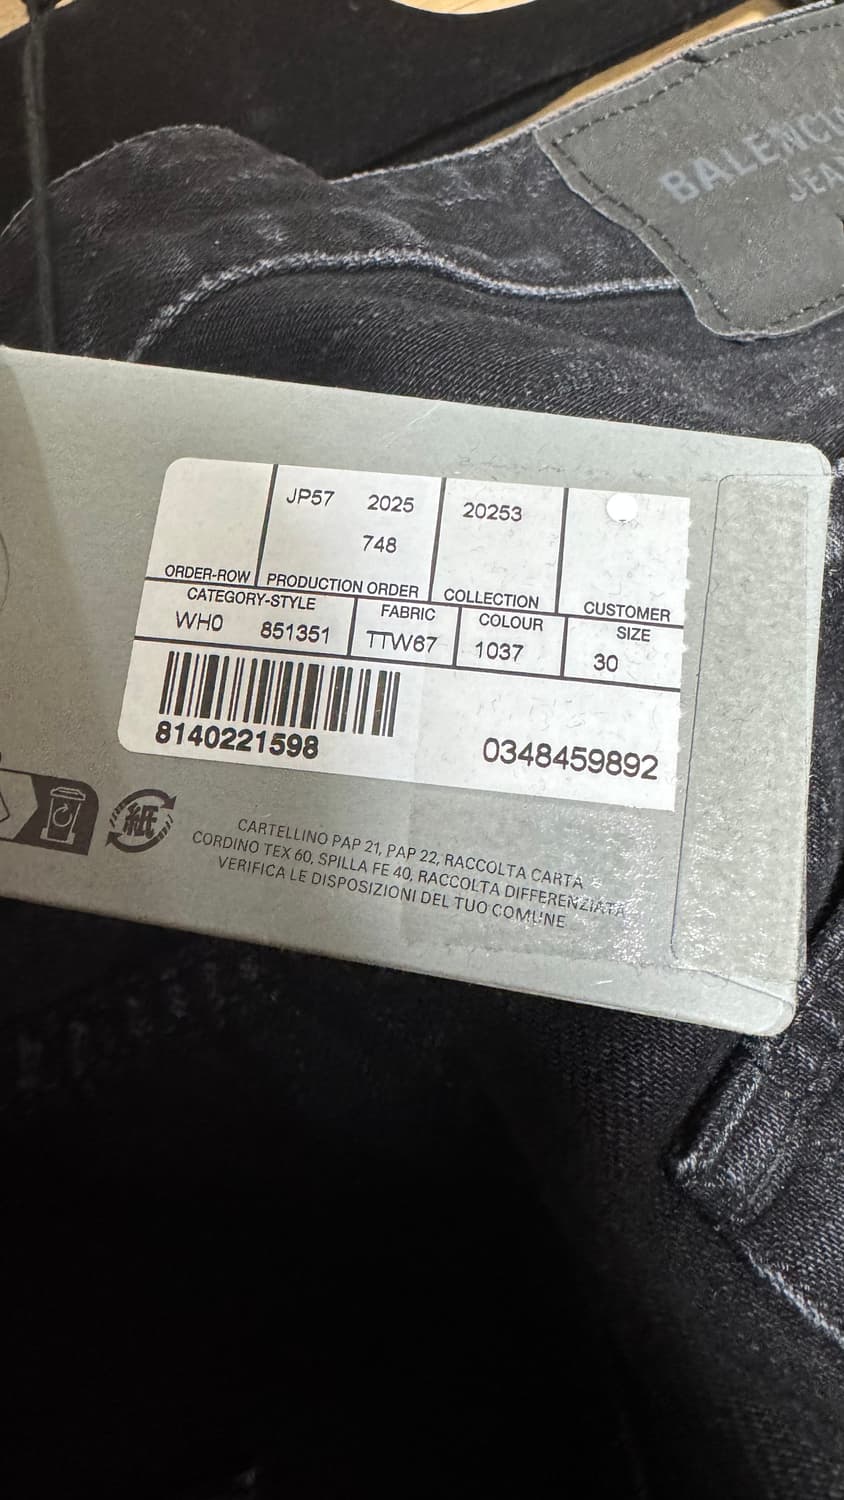 BALENCI
JEA
JP57 2025 20253
748
ORDER-ROW PRODUCTION ORDER COLLECTION CUSTOMER
CATEGORY-STYLE FABRIC COLOUR SIZE
WH0 851351 TTW67 1037 30
8140221598 0348459892
紙
CARTELLINO PAP 21, PAP 22, RACCOLTA CARTA
CORDINO TEX 60, SPILLA FE 40, RACCOLTA DIFFERENZIATA
VERIFICA LE DISPOSIZIONI DEL TUO COMUNE